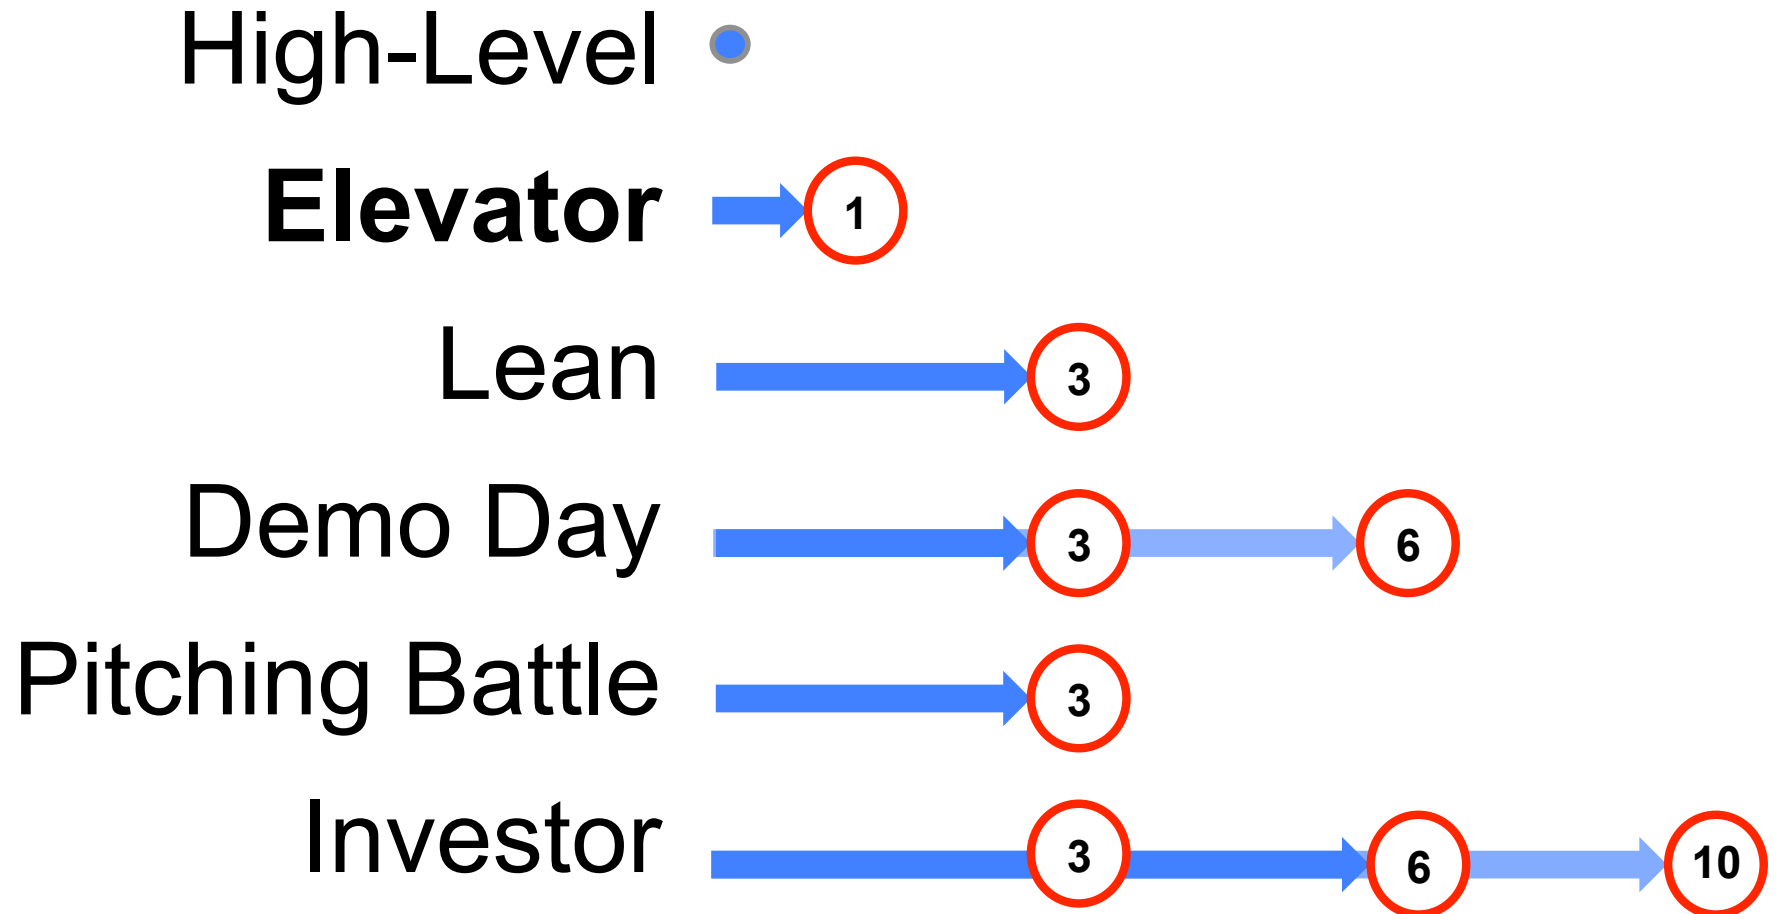 High-Level
Elevator 1
Lean 3
Demo Day 3 6
Pitching Battle 3
Investor 3 6 10